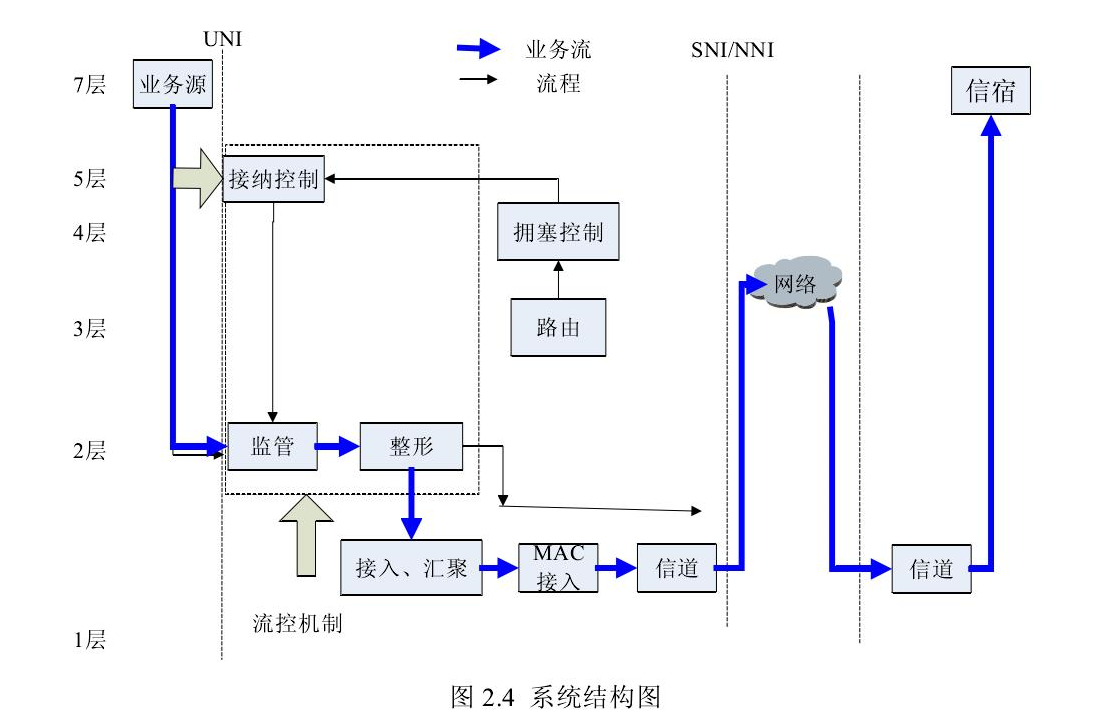 UNI
业务流
SNI/NNI
7层
业务源
流程
信宿
5层
接纳控制
4层
拥塞控制
网络
3层
路由
2层
监管
整形
接入、汇聚
MAC
接入
信道
信道
流控机制
1层
图 2.4 系统结构图